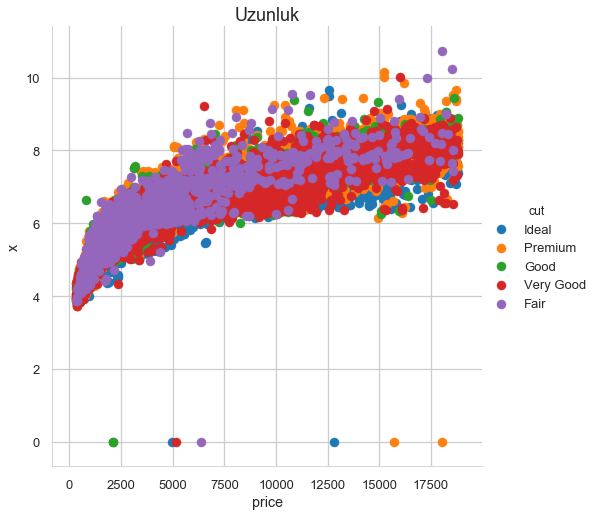 Uzunluk
10
8
6
4
2
0
x
0 2500 5000 7500 10000 12500 15000 17500
price
cut
Ideal
Premium
Good
Very Good
Fair